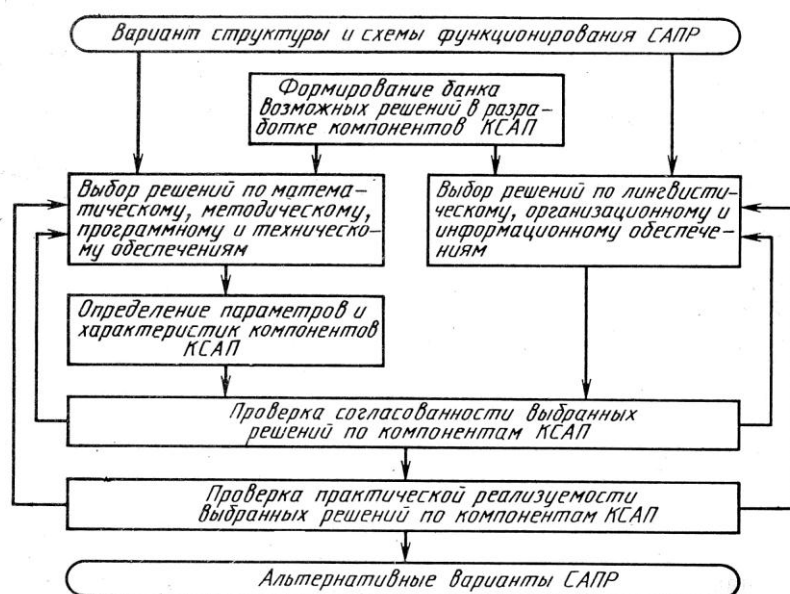 Вариант структуры и схемы функционирования САПР
Формирование банка
возможных решений в разра-
ботке компонентов КСАП
Выбор решений по матема-
тическому, методическому,
программному и техническо-
му обеспечениям
Выбор решений по лингвисти-
ческому, организационному и
информационному обеспече-
ниям
Определение параметров и
характеристик компонентов
КСАП
Проверка согласованности выбранных
решений по компонентам КСАП
Проверка практической реализуемости
выбранных решений по компонентам КСАП
Альтернативные варианты САПР